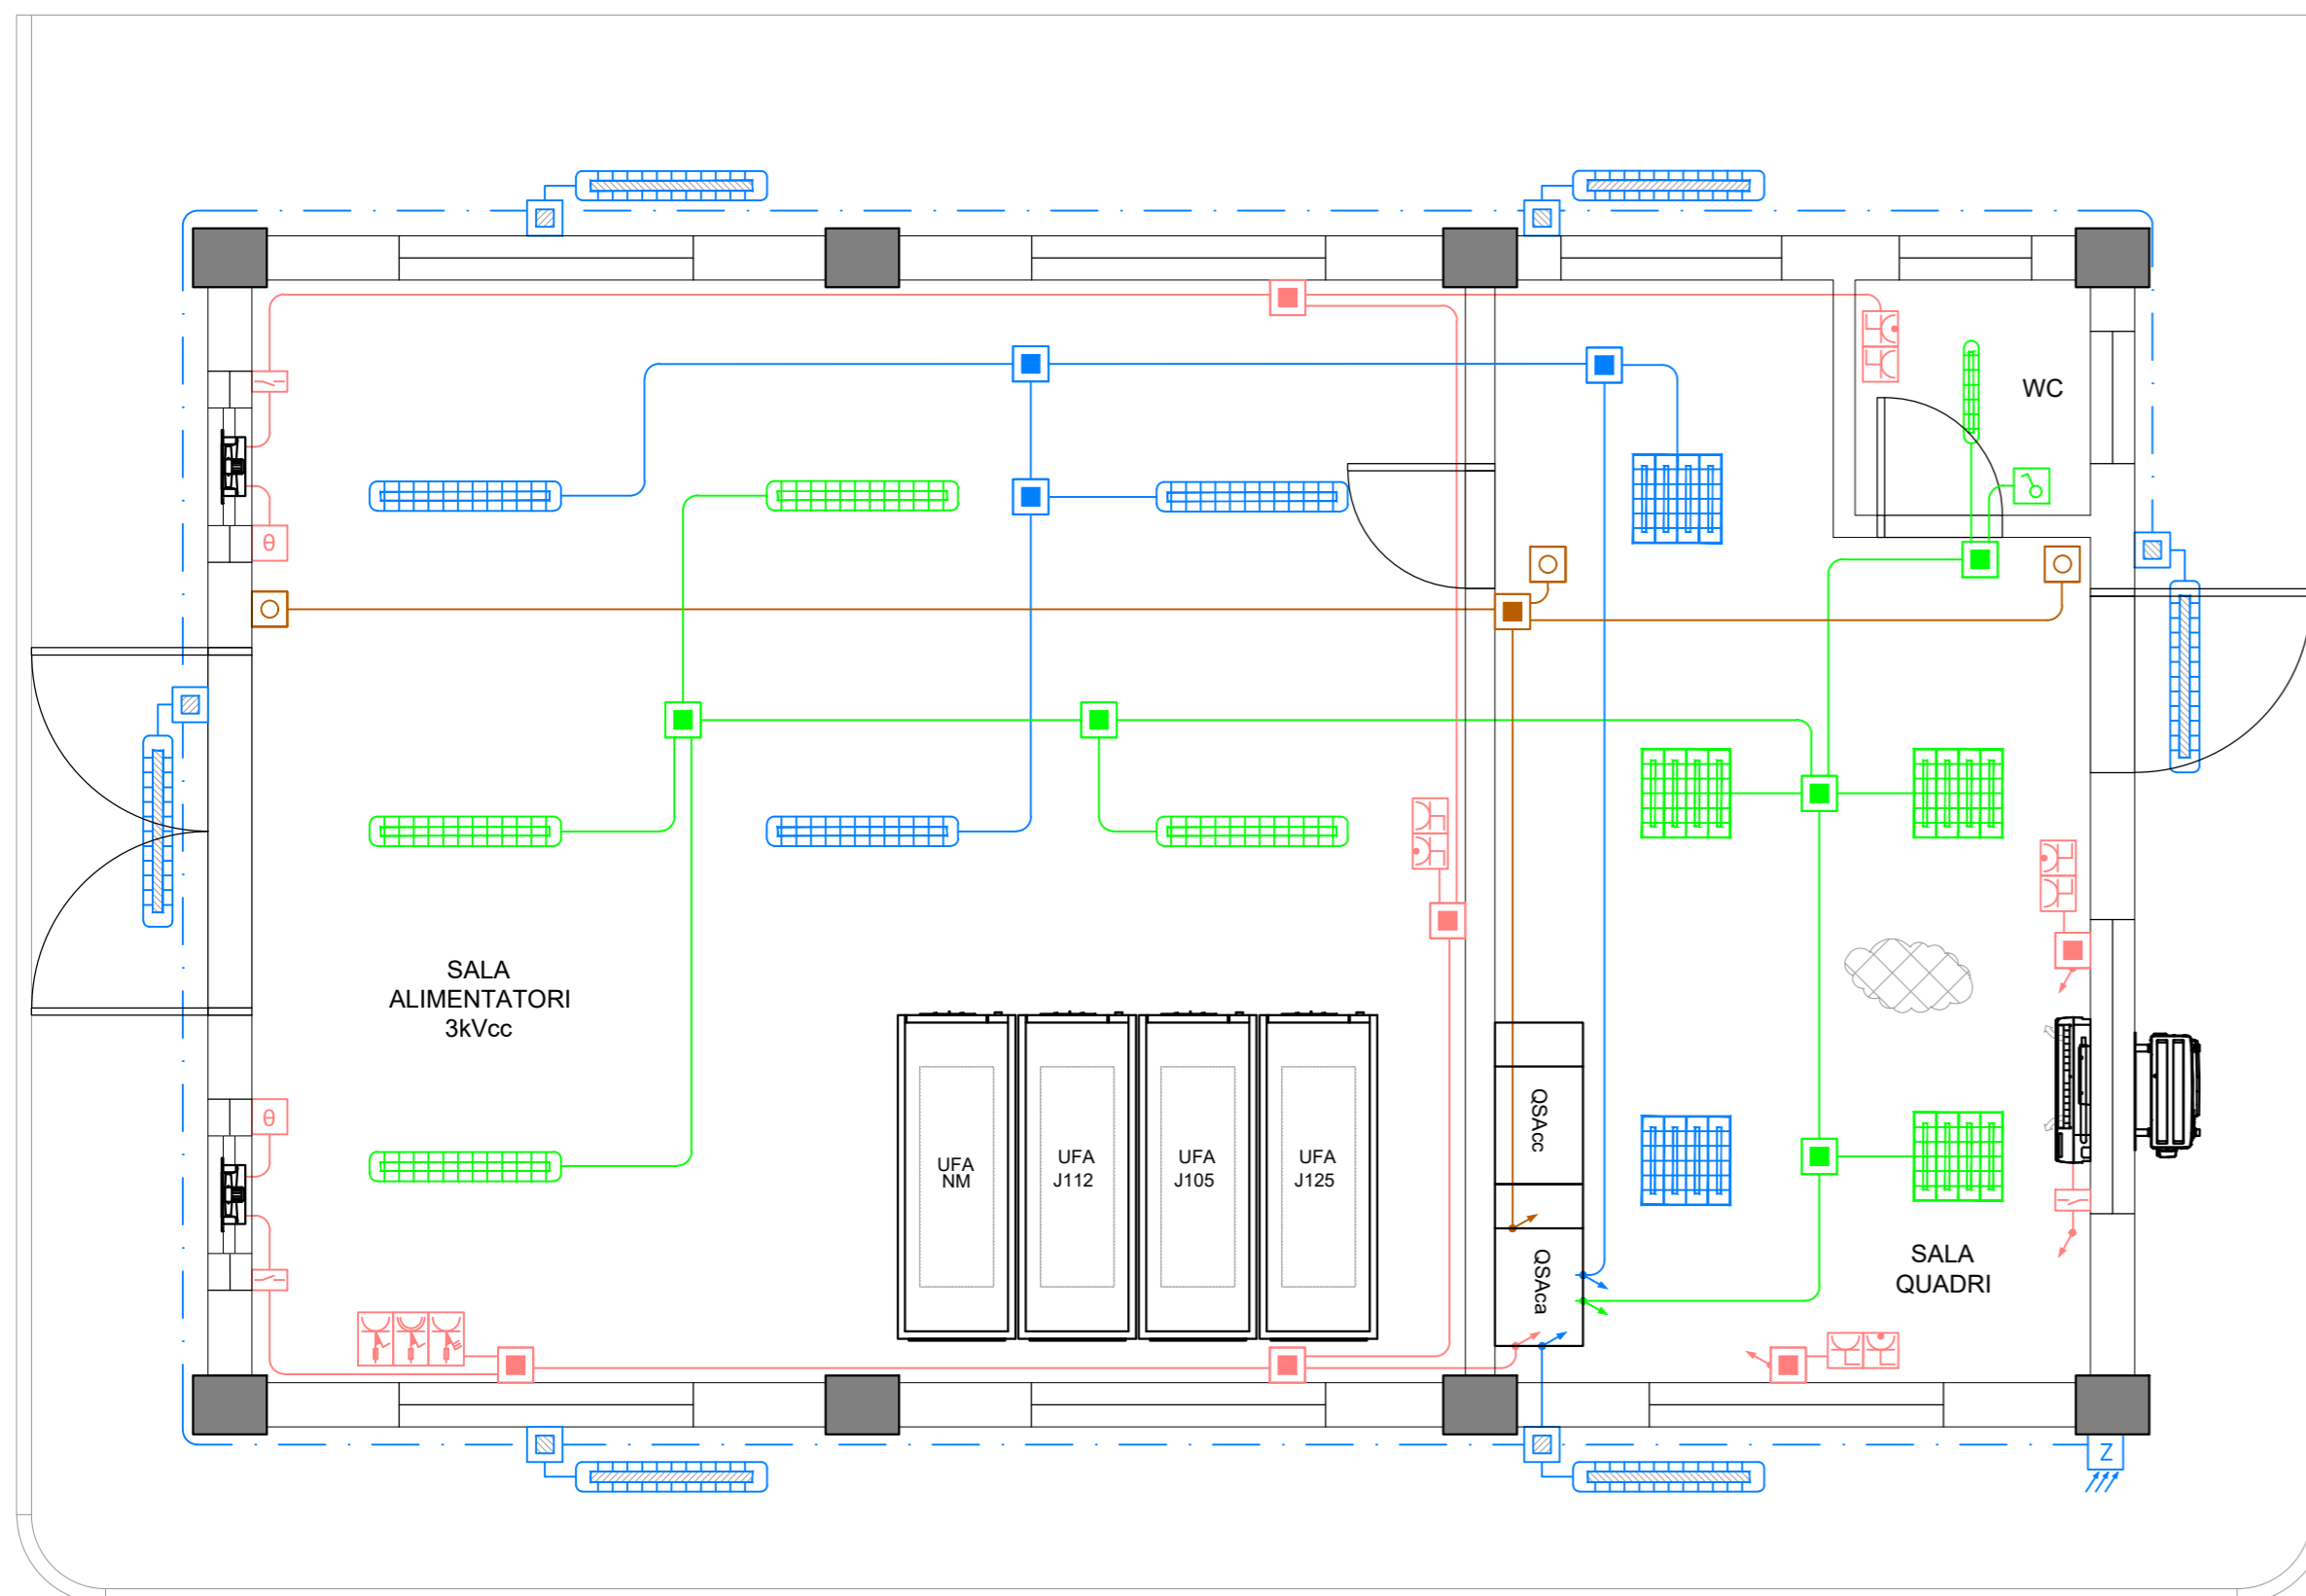 WC
θ
SALA
ALIMENTATORI
3kVcc
θ
UFA
NM
UFA
J112
UFA
J105
UFA
J125
QSAcc
QSAca
SALA
QUADRI
Z